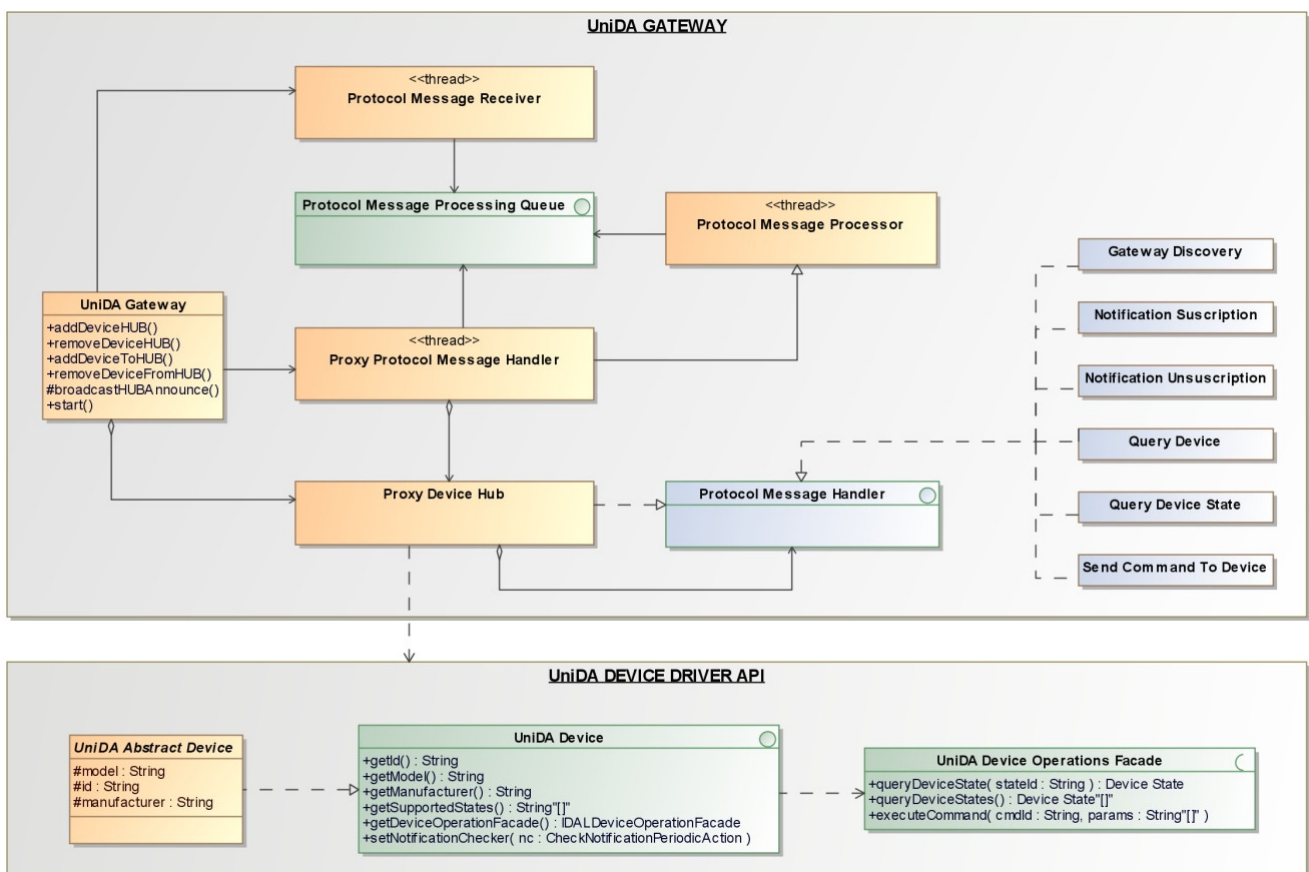 UniDA GATEWAY
<<thread>>
Protocol Message Receiver
Protocol Message Processing Queue
<<thread>>
Protocol Message Processor
Gateway Discovery
Notification Suscription
Notification Unsuscription
Query Device
Query Device State
Send Command To Device
UniDA Gateway
+addDeviceHUB()
+removeDeviceHUB()
+addDeviceToHUB()
+removeDeviceFromHUB()
#broadcastHUBAnnounce()
+start()
<<thread>>
Proxy Protocol Message Handler
Proxy Device Hub
Protocol Message Handler
UniDA DEVICE DRIVER API
UniDA Abstract Device
#model : String
#id : String
#manufacturer : String
UniDA Device
+getId() : String
+getModel() : String
+getManufacturer() : String
+getSupportedStates() : String"[]"
+getDeviceOperationFacade() : IDALDeviceOperationFacade
+setNotificationChecker( nc : CheckNotificationPeriodicAction )
UniDA Device Operations Facade
+queryDeviceState( stateId : String ) : Device State
+queryDeviceStates() : Device State"[]"
+executeCommand( cmdId : String, params : String"[]" )